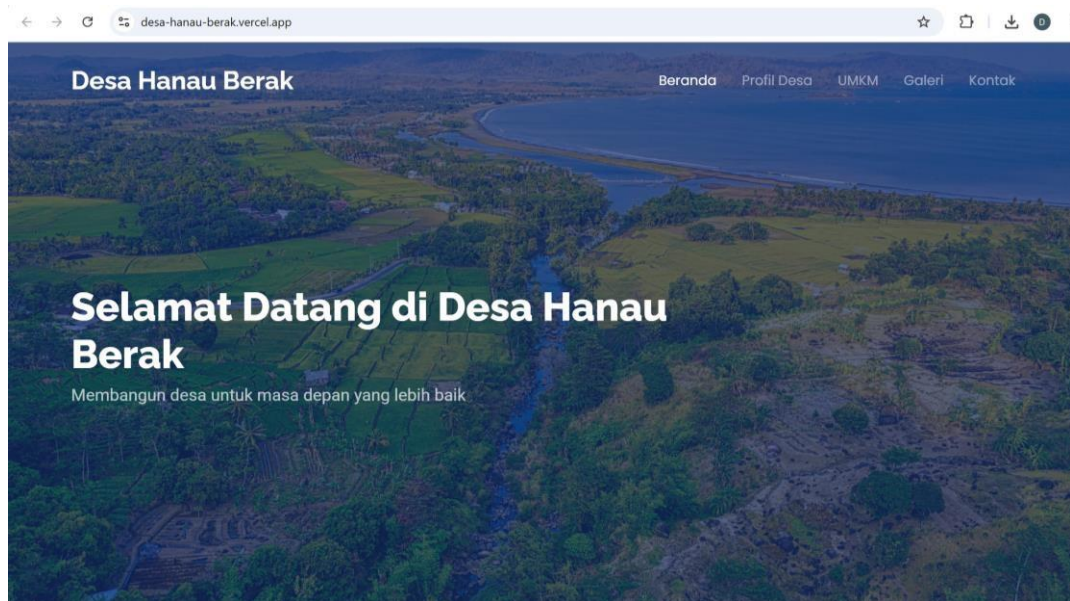 desa-hanau-berak.vercel.app
D
Desa Hanau Berak
Beranda Profil Desa UMKM Galeri Kontak
Selamat Datang di Desa Hanau
Berak
Membangun desa untuk masa depan yang lebih baik